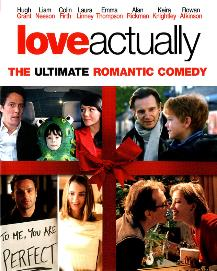 Hugh Liam Colin Laura Emma Alan Keira Rowan
Grant Neeson Firth Linney Thompson Rickman Knightley Atkinson
love actually
THE ULTIMATE ROMANTIC COMEDY
TO ME, YOU ARE
PERFECT